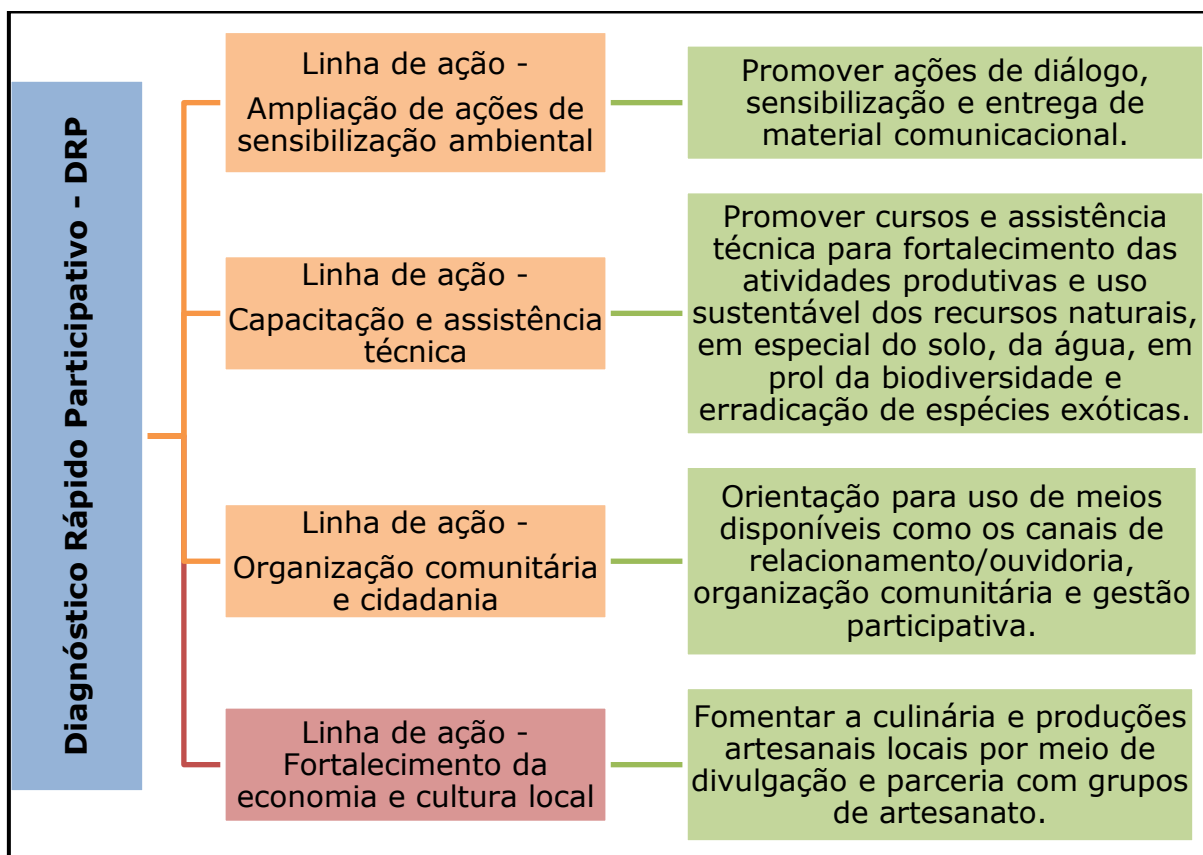 Diagnóstico Rápido Participativo - DRP
Linha de ação -
Ampliação de ações de
sensibilização ambiental
Promover ações de diálogo,
sensibilização e entrega de
material comunicacional.
Linha de ação -
Capacitação e assistência
técnica
Promover cursos e assistência
técnica para fortalecimento das
atividades produtivas e uso
sustentável dos recursos naturais,
em especial do solo, da água, em
prol da biodiversidade e
erradicação de espécies exóticas.
Linha de ação -
Organização comunitária
e cidadania
Orientação para uso de meios
disponíveis como os canais de
relacionamento/ouvidoria,
organização comunitária e gestão
participativa.
Linha de ação -
Fortalecimento da
economia e cultura local
Fomentar a culinária e produções
artesanais locais por meio de
divulgação e parceria com grupos
de artesanato.